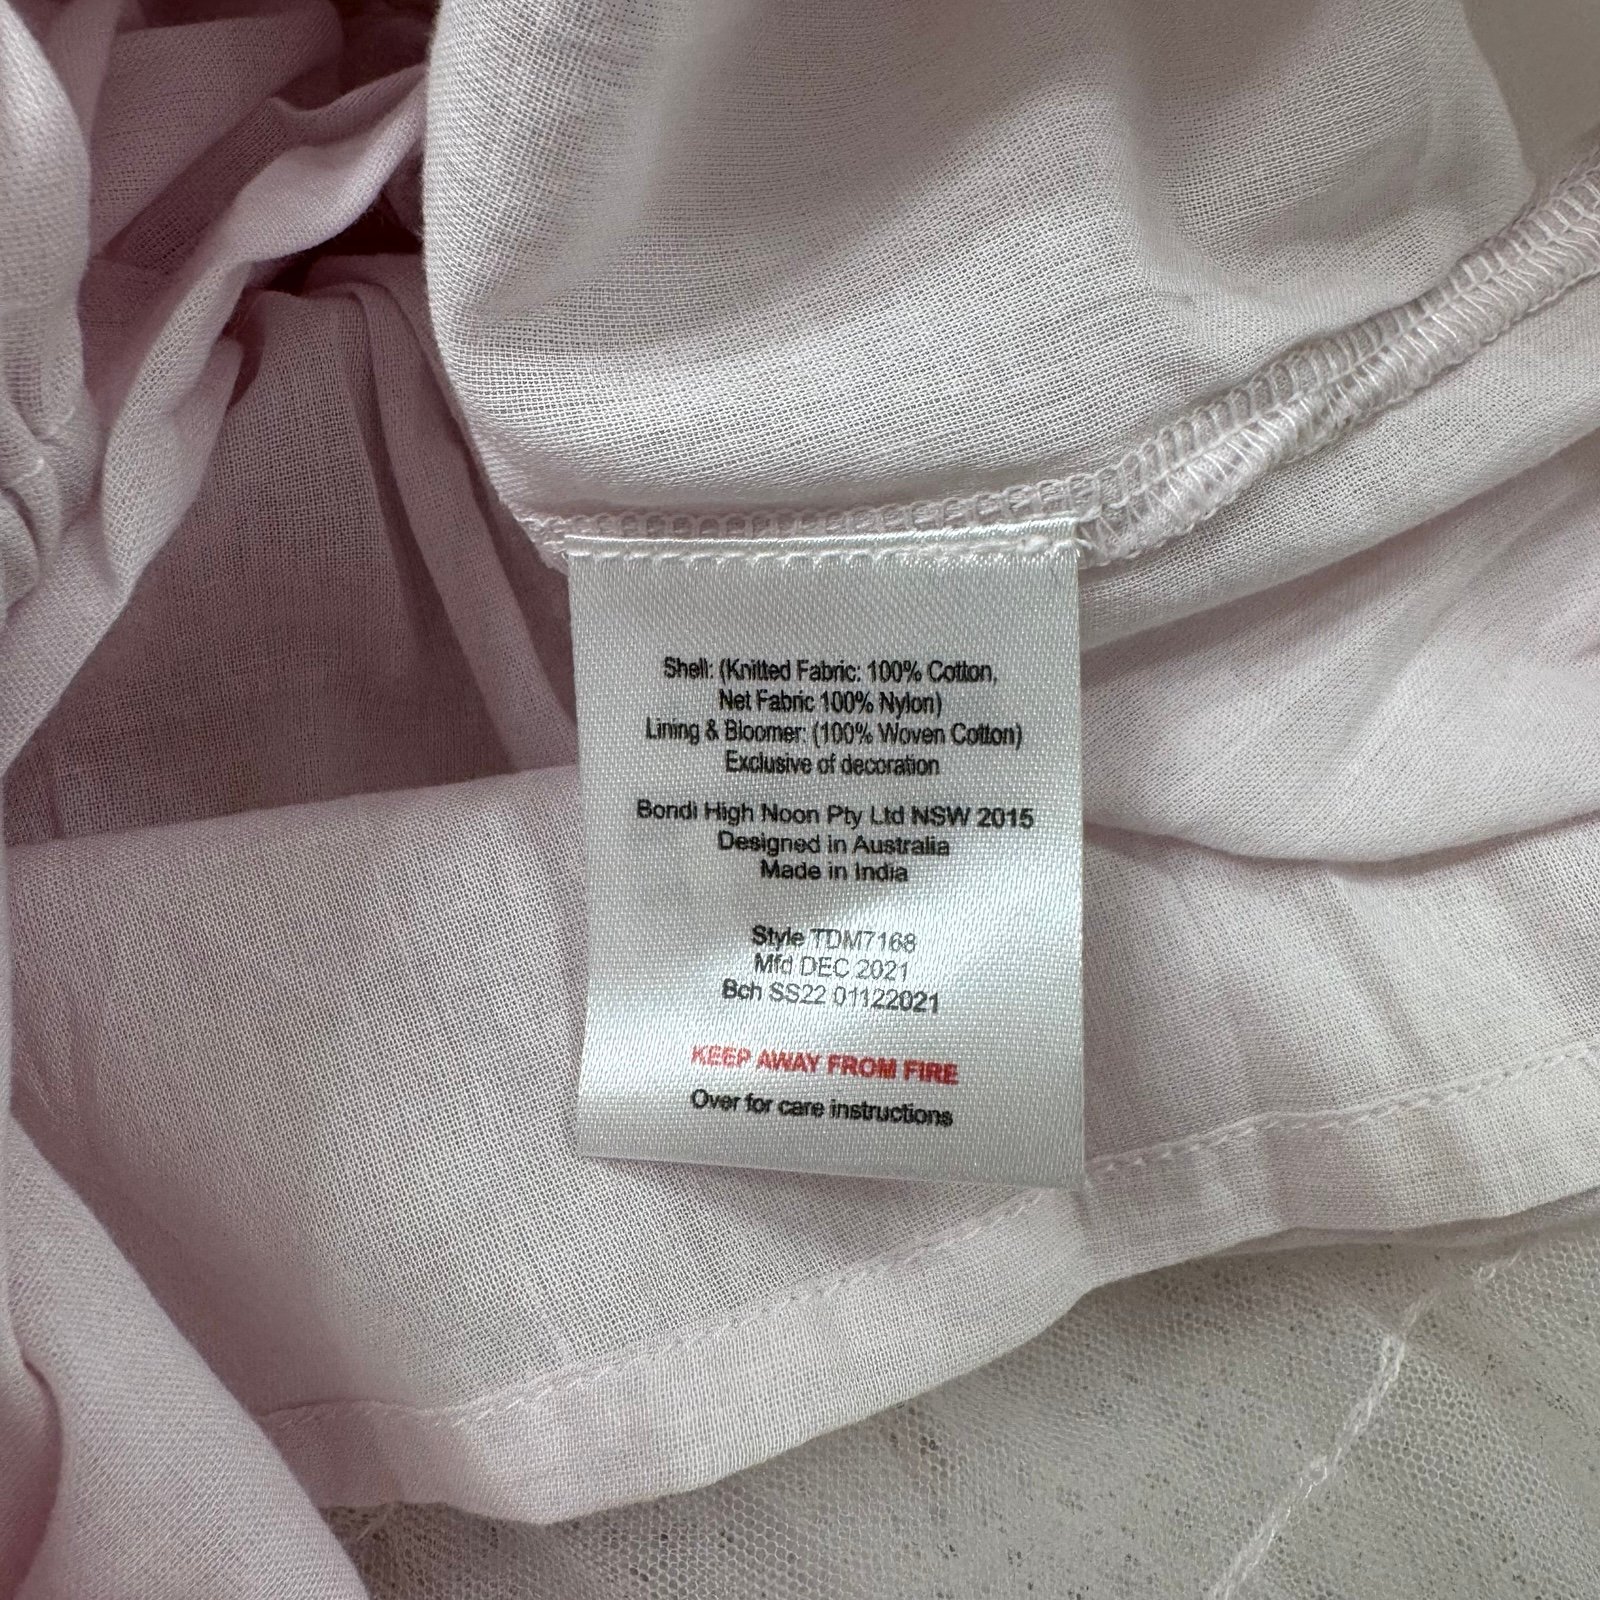 Shell: (Knitted Fabric: 100% Cotton,
Net Fabric 100% Nylon)
Lining & Bloomer: (100% Woven Cotton)
Exclusive of decoration
Bondi High Noon Pty Ltd NSW 2015
Designed in Australia
Made in India
Style TDM7168
Mfd DEC 2021
Bch SS22 01122021
KEEP AWAY FROM FIRE
Over for care instructions